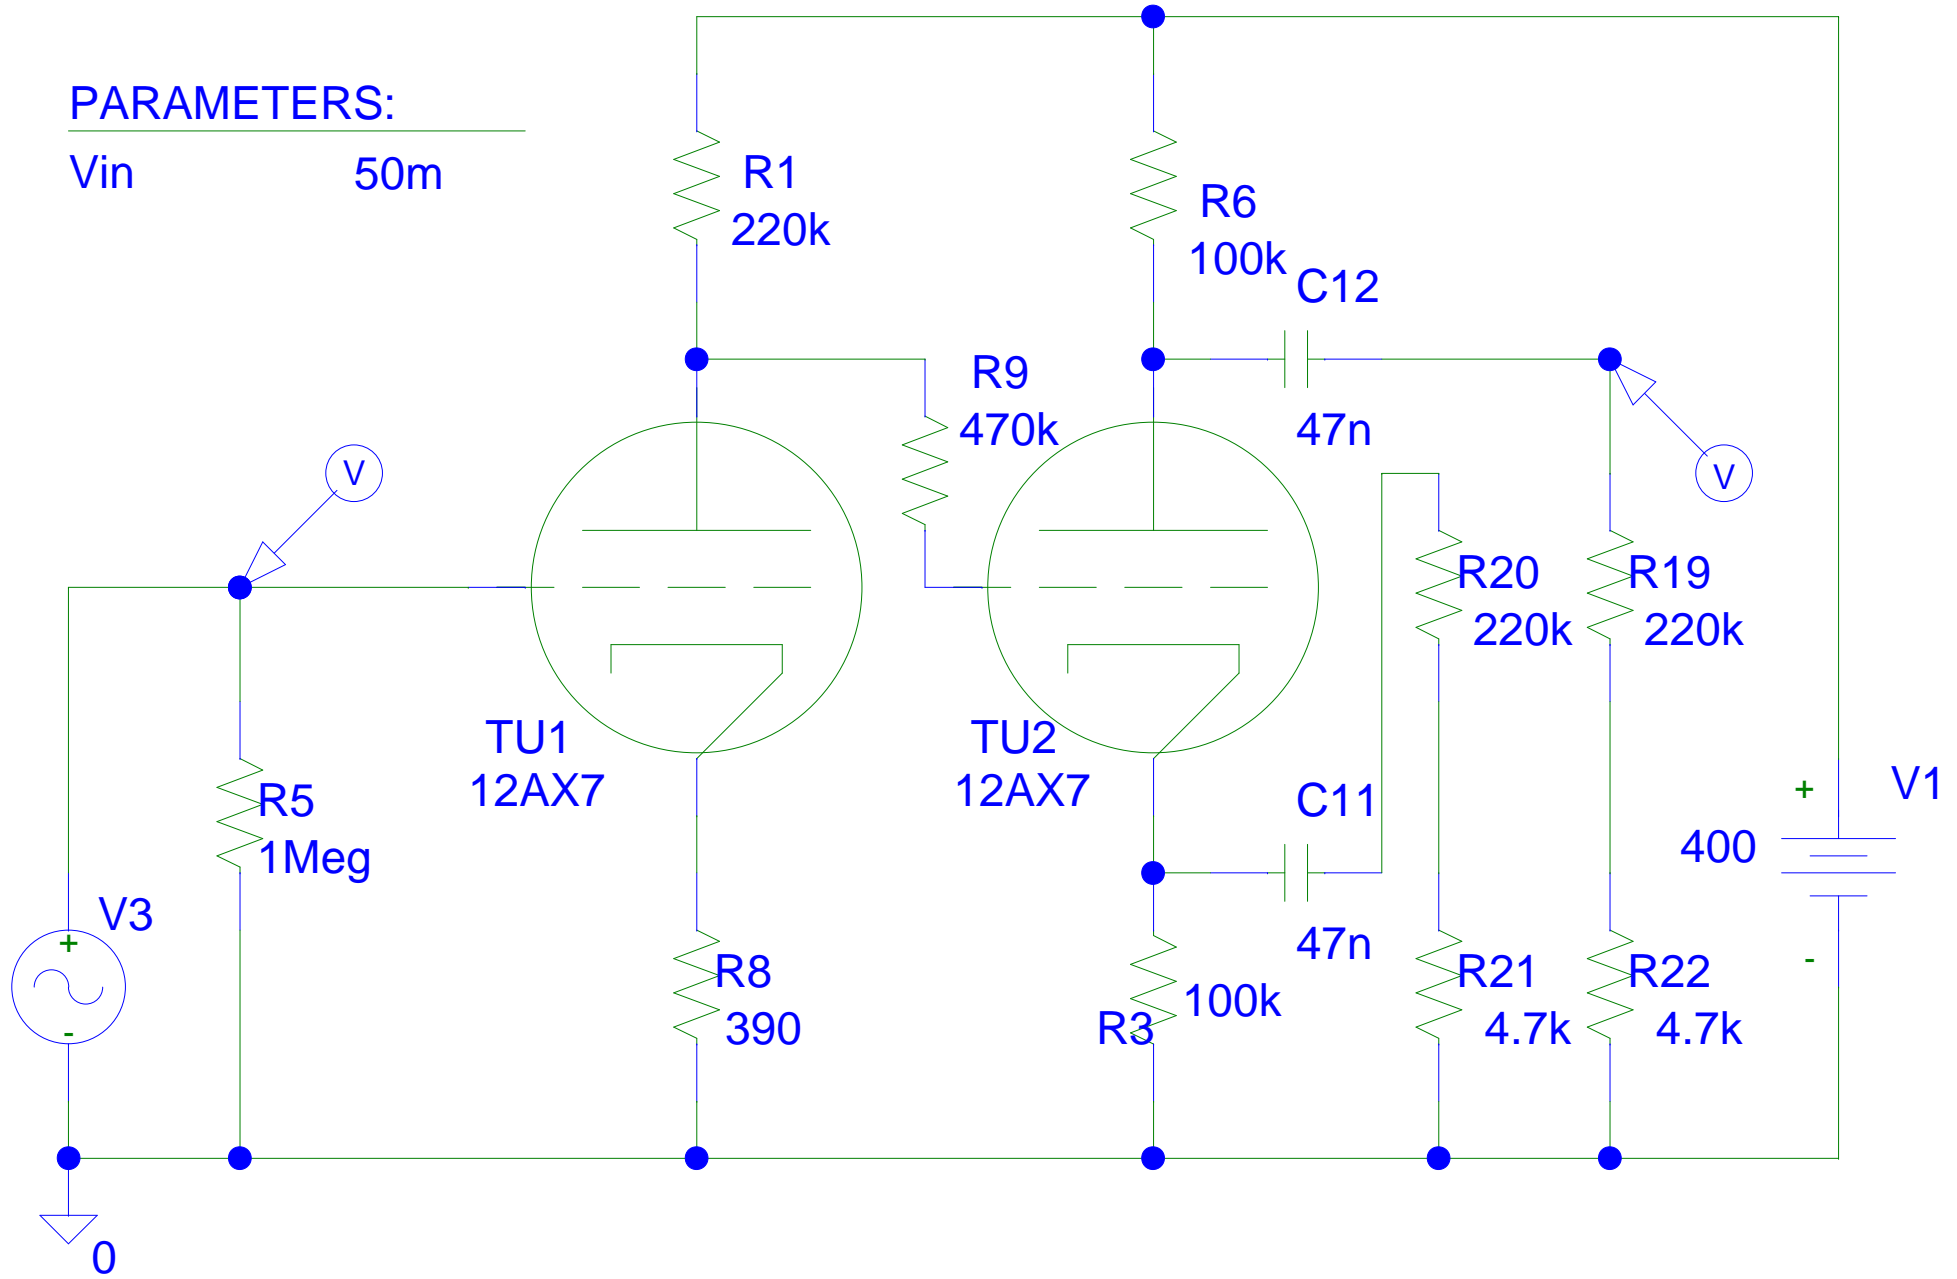 PARAMETERS:
Vin 50m
R1
220k
R6
100k
C12
47n
R9
470k
V
V
R20
220k
R19
220k
TU1
12AX7
TU2
12AX7
R5
1Meg
C11
47n
+
V1
400
-
V3
+
-
R8
390
100k
R3
R21
4.7k
R22
4.7k
0